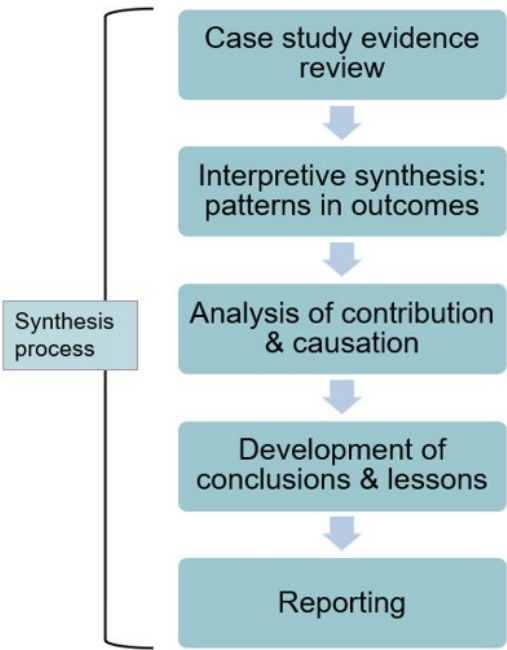 Case study evidence
review
Interpretive synthesis:
patterns in outcomes
Synthesis
process
Analysis of contribution
& causation
Development of
conclusions & lessons
Reporting